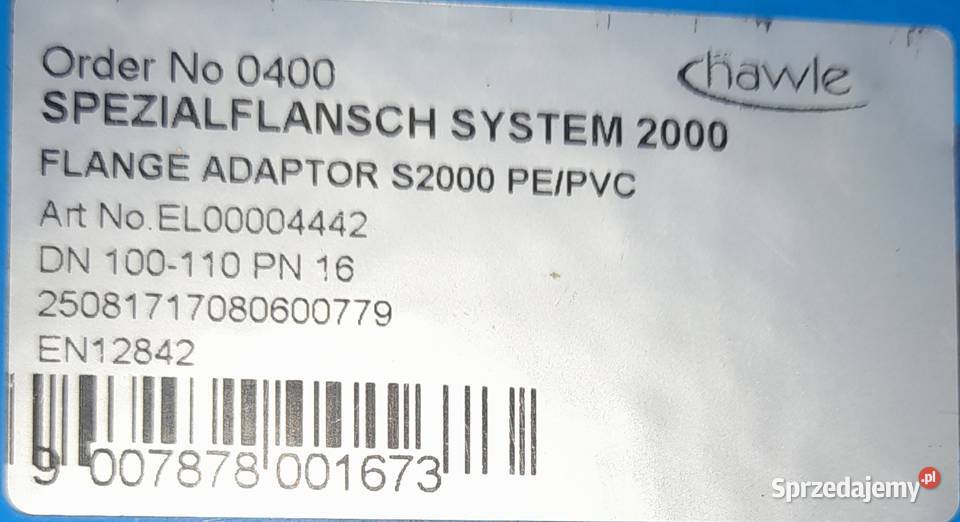 Order No 0400
hawle
SPEZIALFLANSCH SYSTEM 2000
FLANGE ADAPTOR S2000 PE/PVC
Art No.EL00004442
DN 100-110 PN 16
25081717080600779
EN12842
9 007878 001673
Sprzedajemy.pl